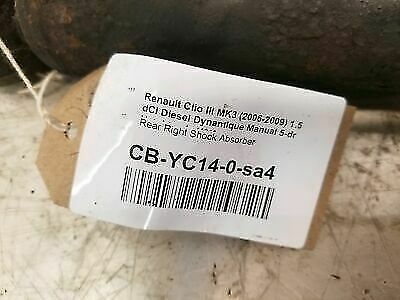 Renault Clio III MK3 (2006-2009) 1.5
dCI Diesel Dynamique Manual 5-dr
Rear Right Shock Absorber
CB-YC14-0-sa4